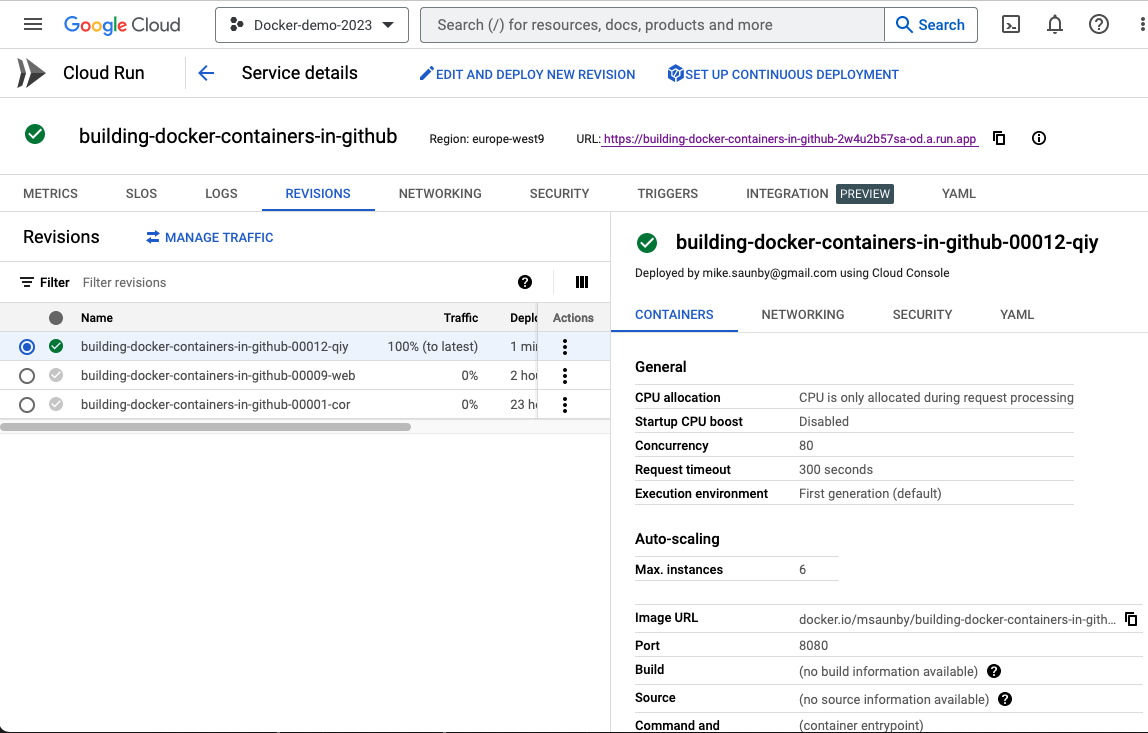 Google Cloud
Docker-demo-2023
Search (/) for resources, docs, products and more
Search
Cloud Run
Service details
EDIT AND DEPLOY NEW REVISION
SET UP CONTINUOUS DEPLOYMENT
building-docker-containers-in-github
Region: europe-west9
URL: https://building-docker-containers-in-github-2w4u2b57sa-od.a.run.app
METRICS
SLOS
LOGS
REVISIONS
NETWORKING
SECURITY
TRIGGERS
INTEGRATION PREVIEW
YAML
Revisions
MANAGE TRAFFIC
Filter
Filter revisions
Name Traffic Deplo Actions
building-docker-containers-in-github-00012-qiy 100% (to latest) 1 mi
building-docker-containers-in-github-00009-web 0% 2 ho
building-docker-containers-in-github-00001-cor 0% 23 h
building-docker-containers-in-github-00012-qiy
Deployed by mike.saunby@gmail.com using Cloud Console
CONTAINERS
NETWORKING
SECURITY
YAML
General
CPU allocation CPU is only allocated during request processing
Startup CPU boost Disabled
Concurrency 80
Request timeout 300 seconds
Execution environment First generation (default)
Auto-scaling
Max. instances 6
Image URL docker.io/msaunby/building-docker-containers-in-gith...
Port 8080
Build (no build information available)
Source (no source information available)
Command and (container entrypoint)